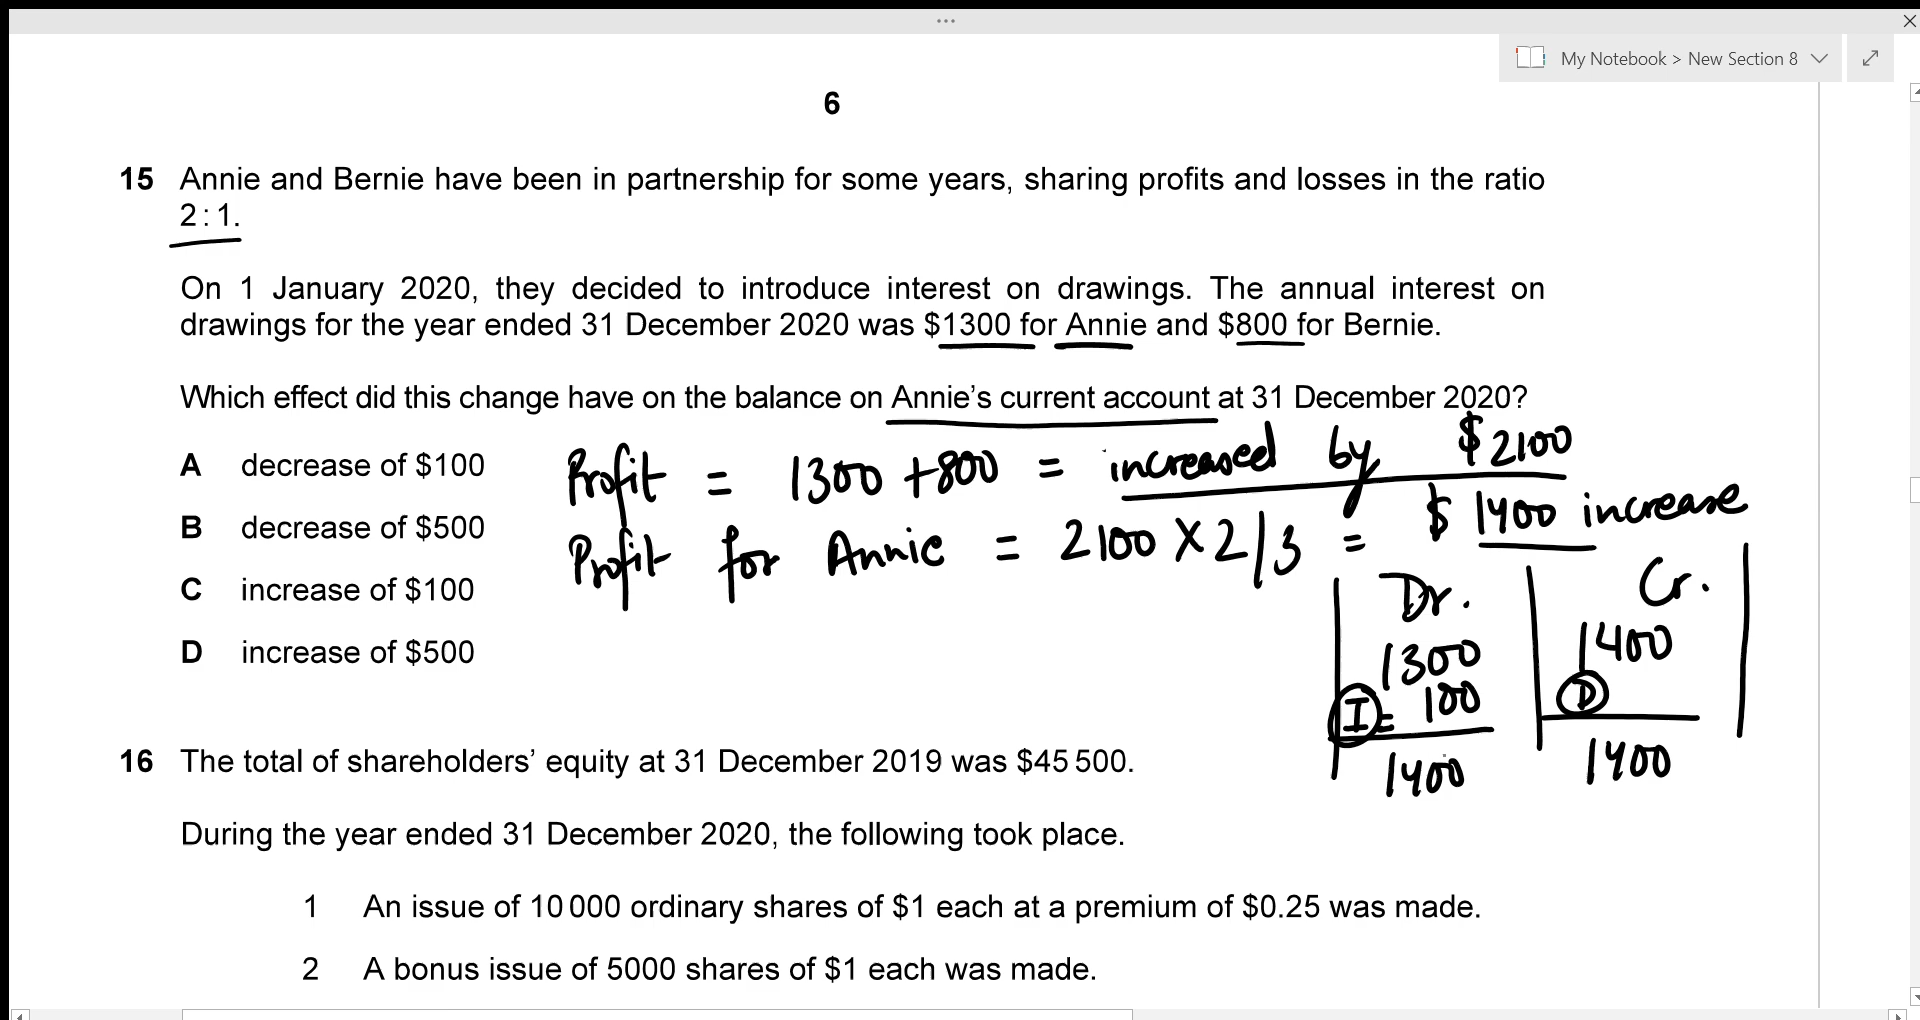 My Notebook > New Section 8
6
15 Annie and Bernie have been in partnership for some years, sharing profits and losses in the ratio
2 : 1.
On 1 January 2020, they decided to introduce interest on drawings. The annual interest on
drawings for the year ended 31 December 2020 was $1300 for Annie and $800 for Bernie.
Which effect did this change have on the balance on Annie’s current account at 31 December 2020?
A decrease of $100
B decrease of $500
C increase of $100
D increase of $500
Profit = 1300 + 800 = increased by $2100
Profit for Annie = 2100 X 2/3 = $1400 increase
Dr. Cr.
1300 1400
I = 100 D
1400 1400
16 The total of shareholders’ equity at 31 December 2019 was $45 500.
During the year ended 31 December 2020, the following took place.
1 An issue of 10 000 ordinary shares of $1 each at a premium of $0.25 was made.
2 A bonus issue of 5000 shares of $1 each was made.